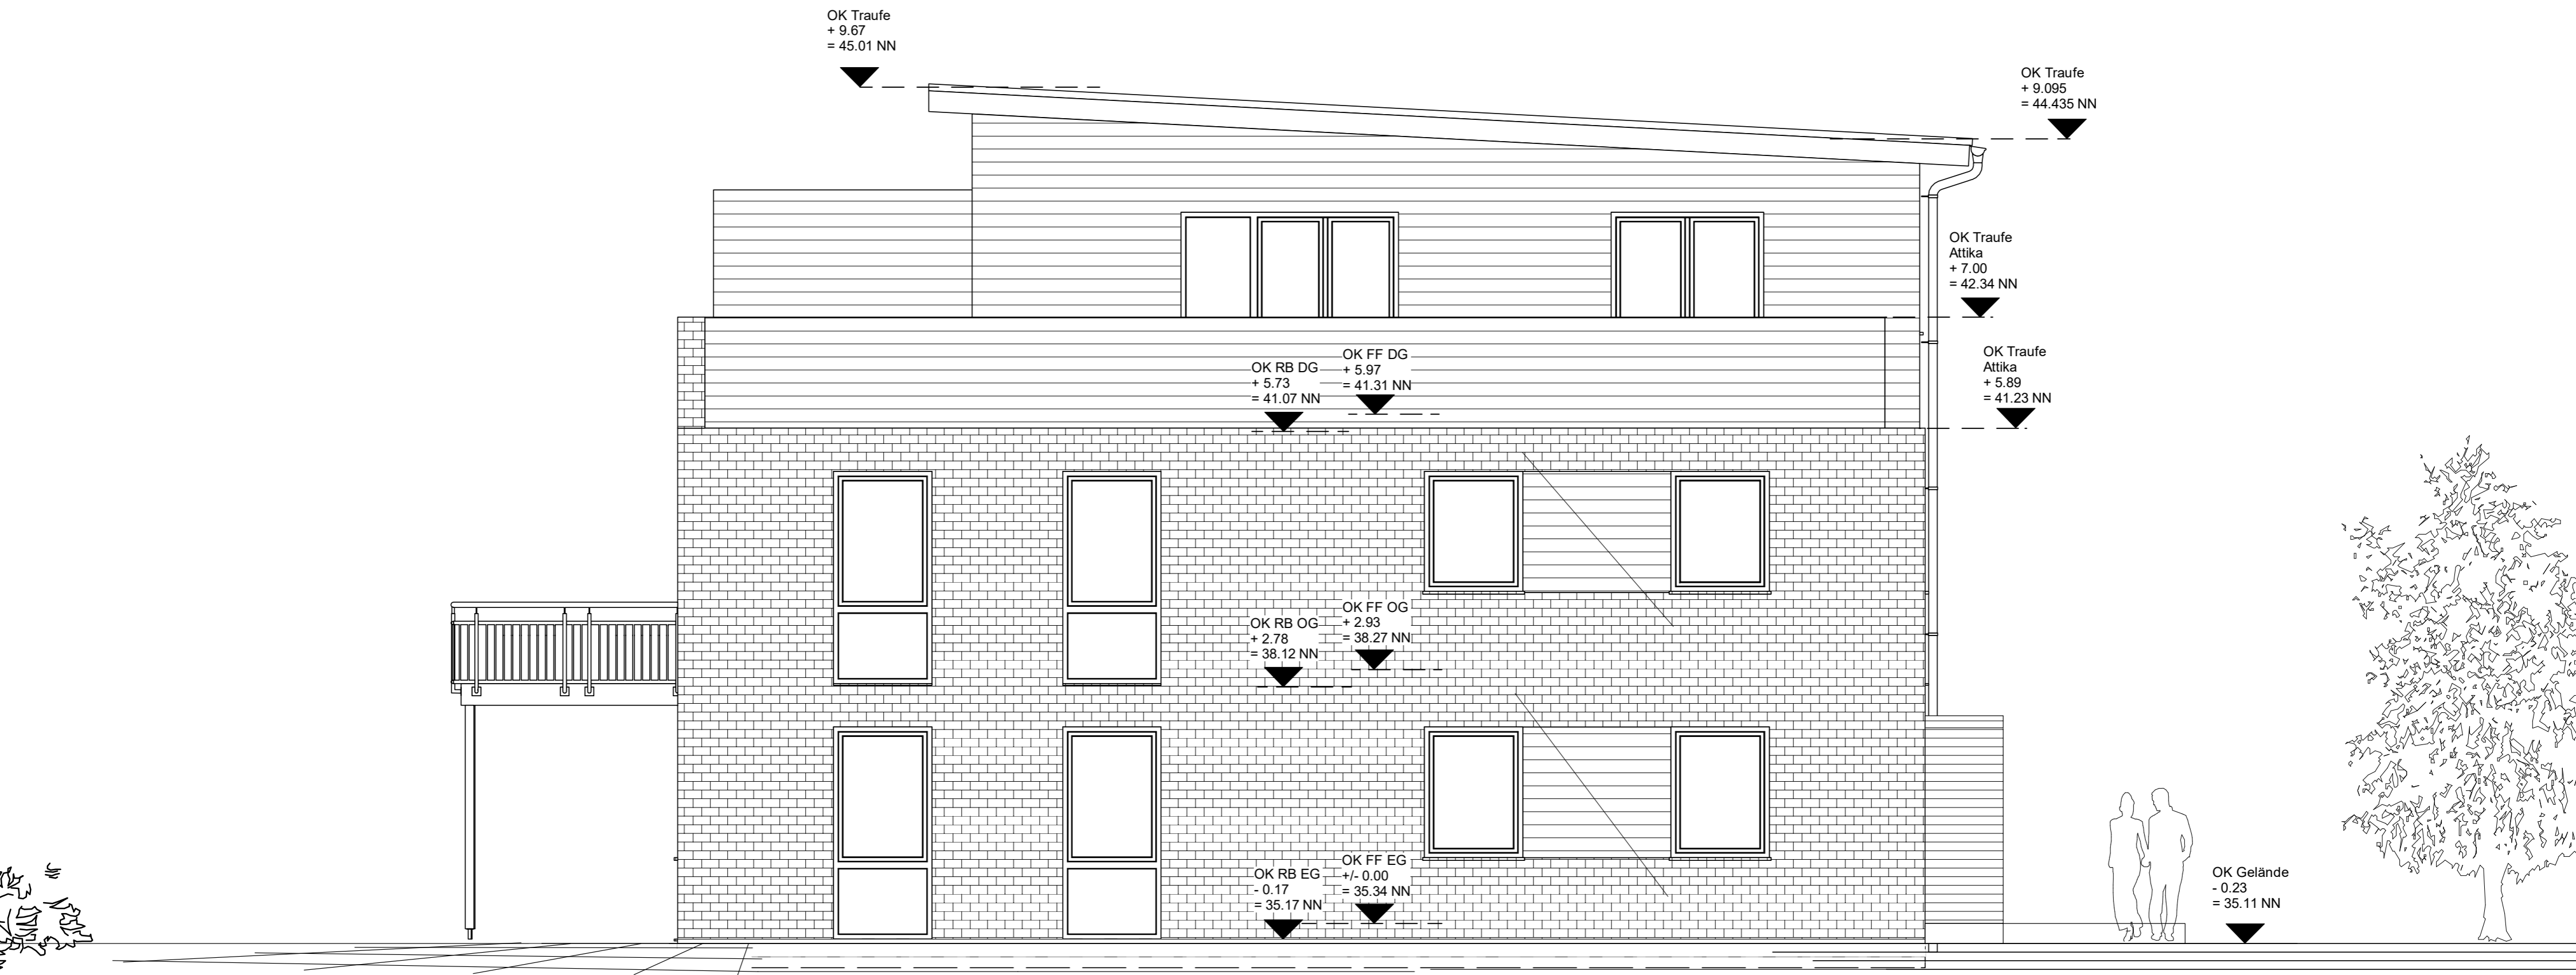 OK Traufe
+ 9.67
= 45.01 NN
OK Traufe
+ 9.095
= 44.435 NN
OK Traufe
Attika
+ 7.00
= 42.34 NN
OK RB DG
+ 5.73
= 41.07 NN
OK FF DG
+ 5.97
= 41.31 NN
OK Traufe
Attika
+ 5.89
= 41.23 NN
OK RB OG
+ 2.78
= 38.12 NN
OK FF OG
+ 2.93
= 38.27 NN
OK RB EG
- 0.17
= 35.17 NN
OK FF EG
+/- 0.00
= 35.34 NN
OK Gelände
- 0.23
= 35.11 NN